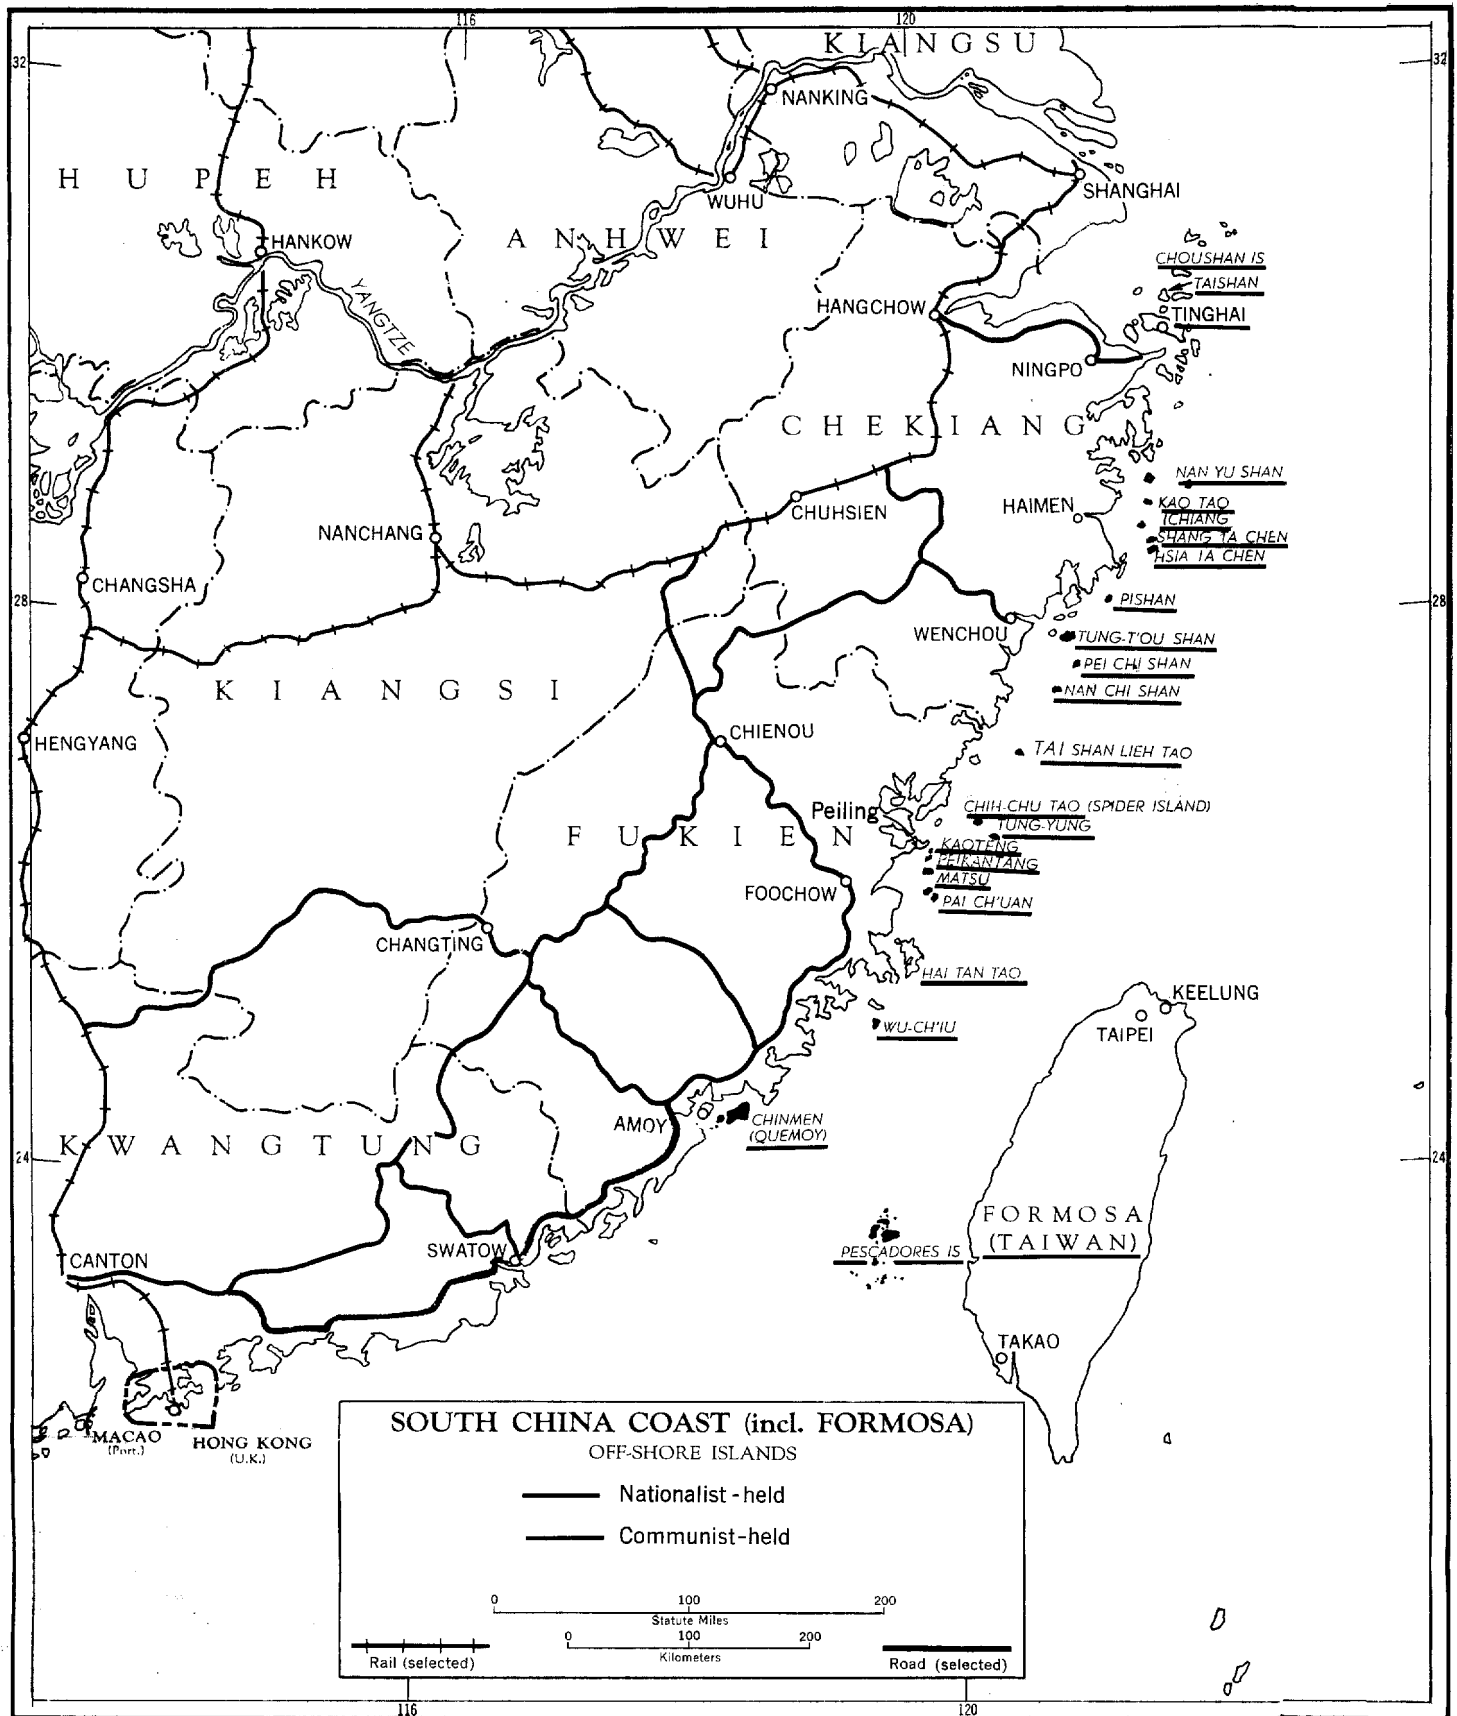 116
120
32
32
KIANGSU
NANKING
HUPEH
WUHU
SHANGHAI
HANKOW
ANHWEI
CHOUSHAN IS
TAISHAN
YANGTZE
HANGCHOW
TINGHAI
NINGPO
CHEKIANG
NAN YU SHAN
CHUHSIEN
HAIMEN
KAO TAO
ICHIANG
NANCHANG
SHANG TA CHEN
HSIA TA CHEN
CHANGSHA
28
28
PISHAN
WENCHOU
TUNG-T'OU SHAN
PEI CHI SHAN
KIANGSI
NAN CHI SHAN
CHIENOU
HENGYANG
TAI SHAN LIEH TAO
Peiling
CHIH-CHU TAO (SPIDER ISLAND)
TUNG-YUNG
FUKIEN
KAOTENG
PEIKANTANG
MATSU
FOOCHOW
PAI CH'UAN
CHANGTING
HAI TAN TAO
KEELUNG
WU-CH'IU
TAIPEI
AMOY
CHINMEN
(QUEMOY)
KWANGTUNG
24
24
FORMOSA
(TAIWAN)
SWATOW
PESCADORES IS
CANTON
TAKAO
MACAO
(Port.)
HONG KONG
(U.K.)
SOUTH CHINA COAST (incl. FORMOSA)
OFF-SHORE ISLANDS
Nationalist-held
Communist-held
0 100 200
Statute Miles
0 100 200
Kilometers
Rail (selected)
Road (selected)
116
120